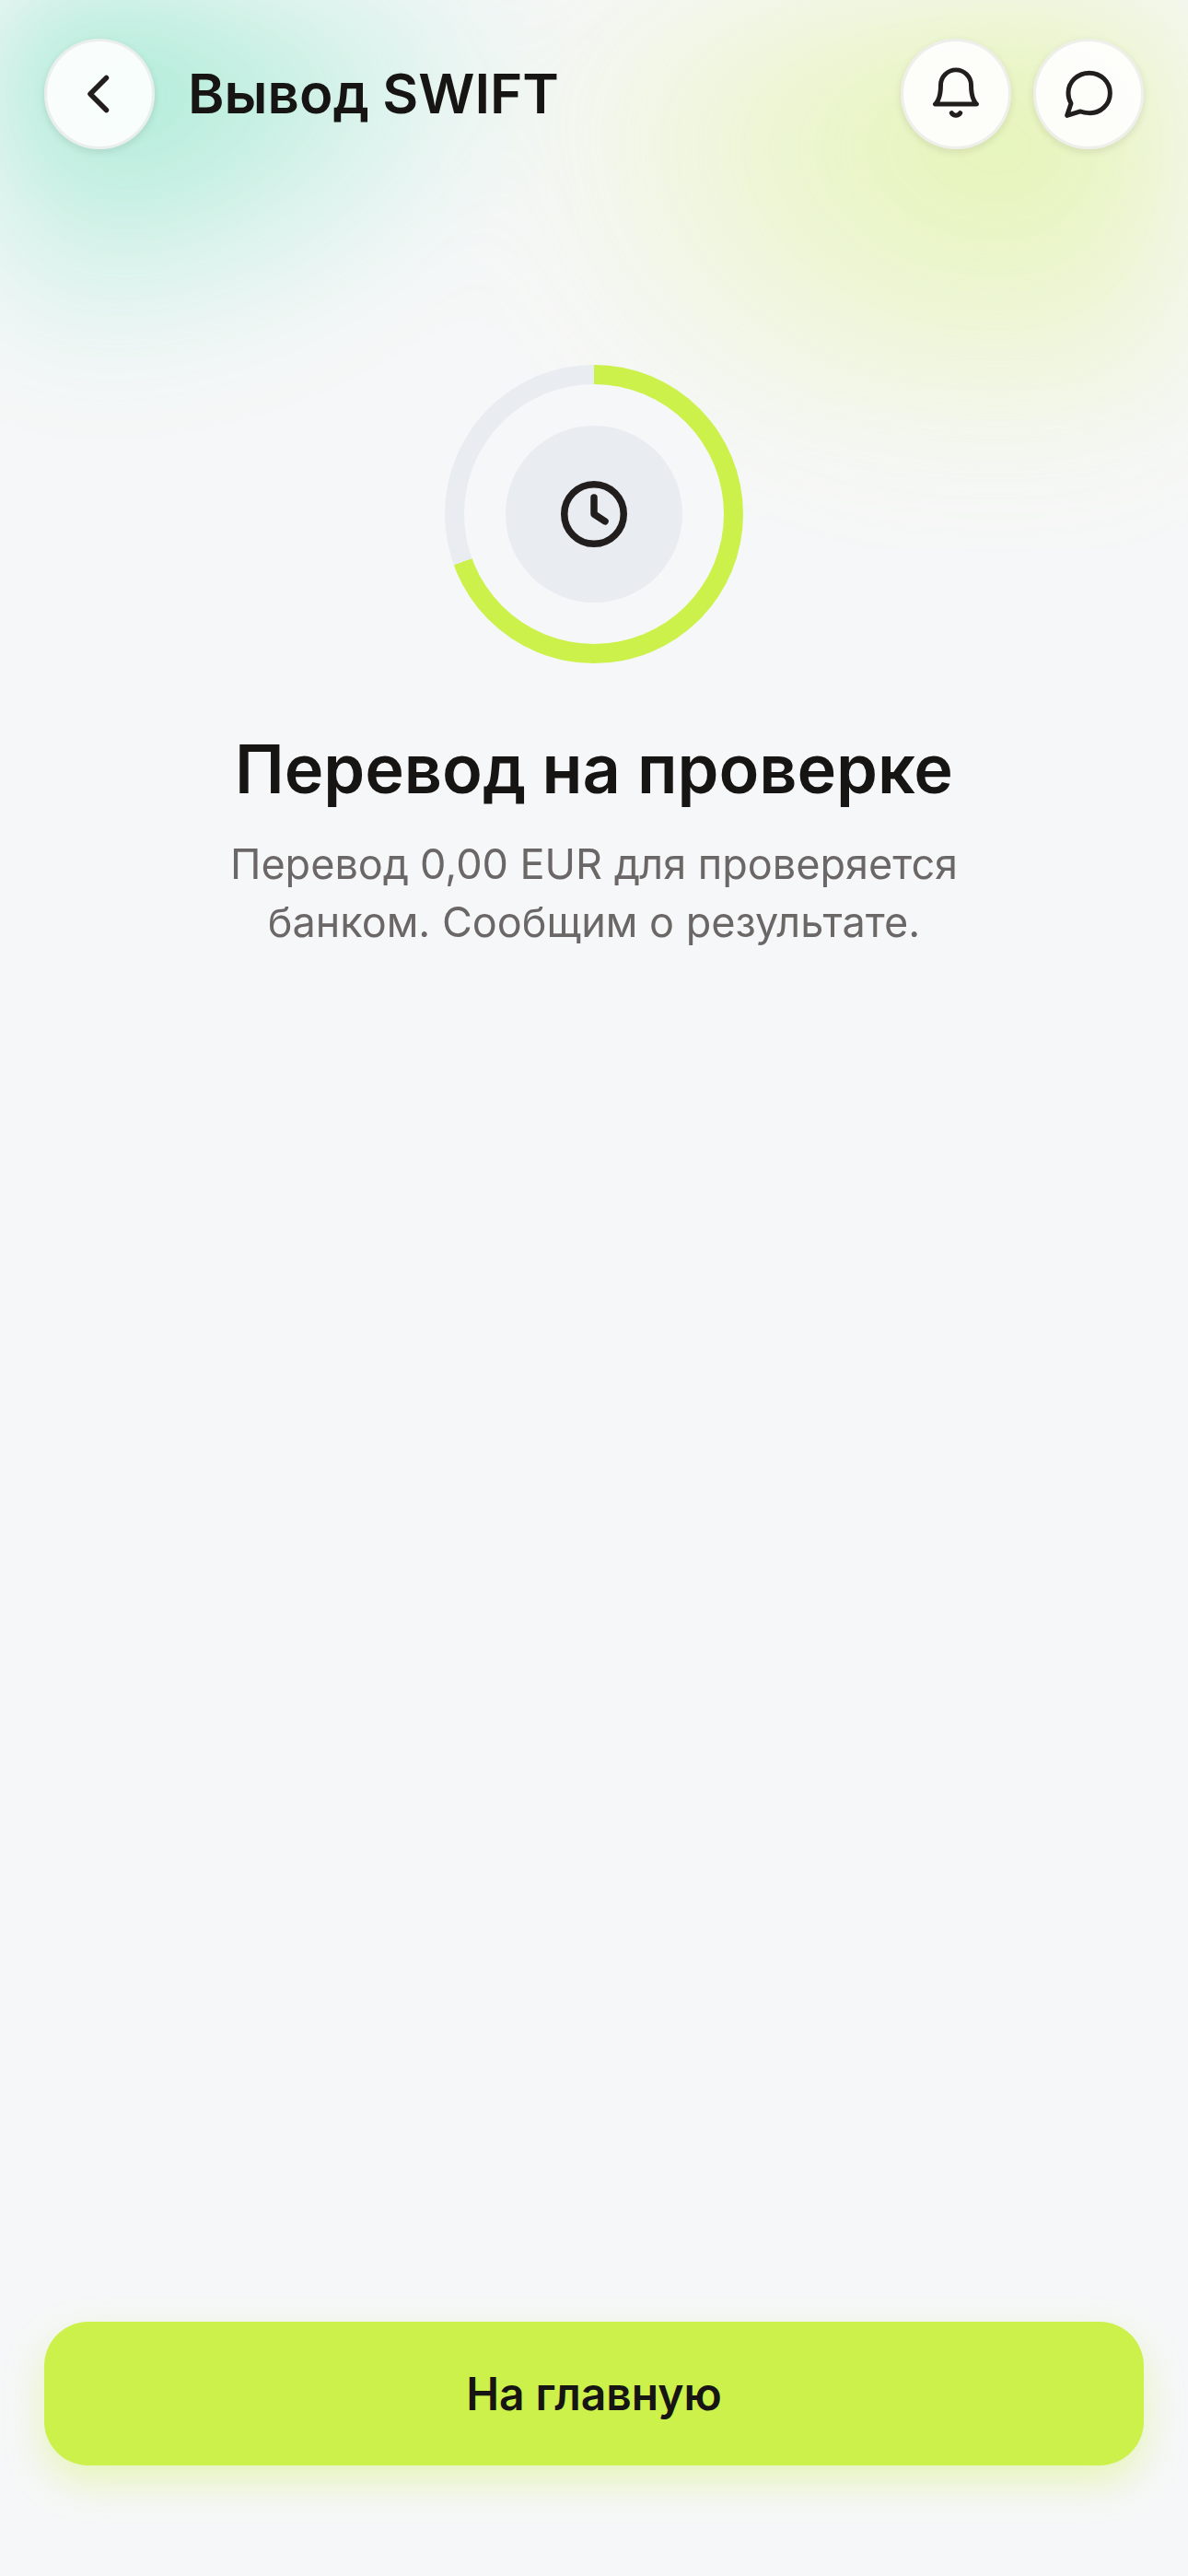 Вывод SWIFT
Перевод на проверке
Перевод 0,00 EUR для проверяется
банком. Сообщим о результате.
На главную